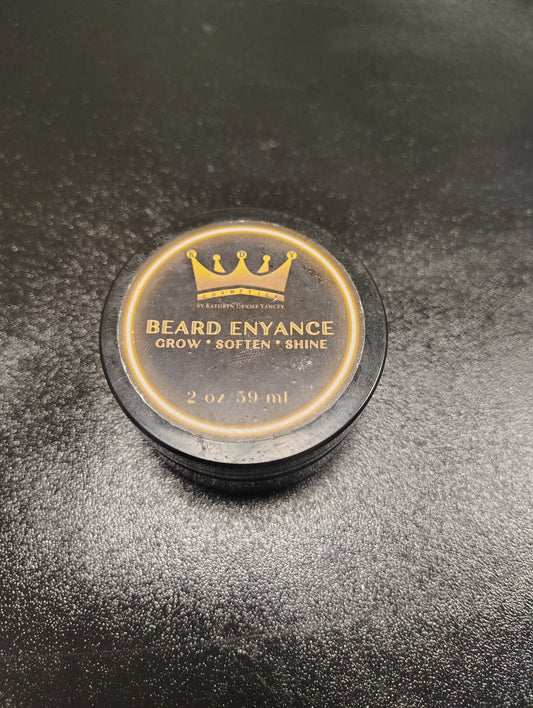 K D Y
COSMETICS
BY KATHRYN DENISE YANCEY
BEARD ENYANCE
GROW • SOFTEN • SHINE
2 oz 59 ml